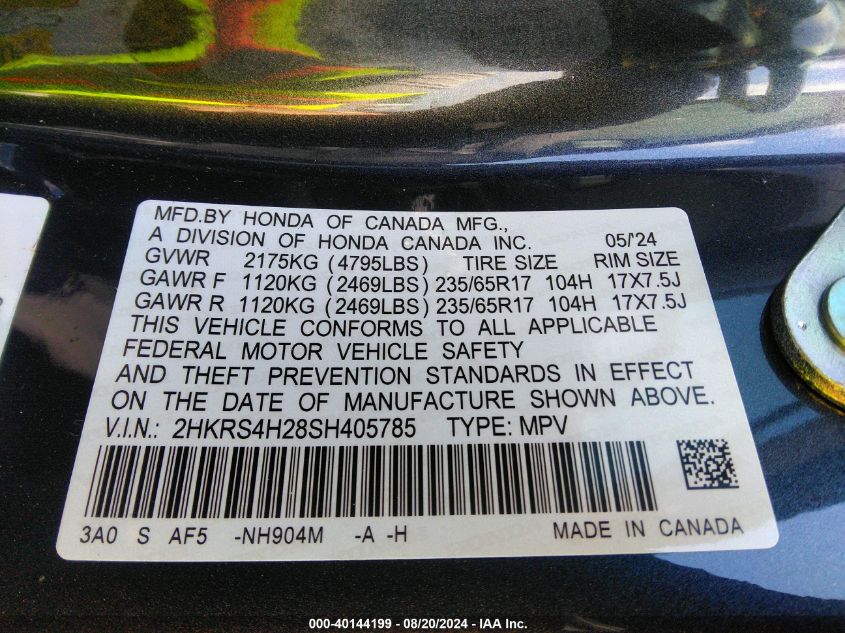 MFD.BY HONDA OF CANADA MFG.,
A DIVISION OF HONDA CANADA INC. 05/'24
GVWR 2175KG (4795LBS) TIRE SIZE RIM SIZE
GAWR F 1120KG (2469LBS) 235/65R17 104H 17X7.5J
GAWR R 1120KG (2469LBS) 235/65R17 104H 17X7.5J
THIS VEHICLE CONFORMS TO ALL APPLICABLE
FEDERAL MOTOR VEHICLE SAFETY
AND THEFT PREVENTION STANDARDS IN EFFECT
ON THE DATE OF MANUFACTURE SHOWN ABOVE.
V.I.N.: 2HKRS4H28SH405785 TYPE: MPV
3A0 S AF5 -NH904M -A -H MADE IN CANADA
000-40144199 - 08/20/2024 - IAA Inc.